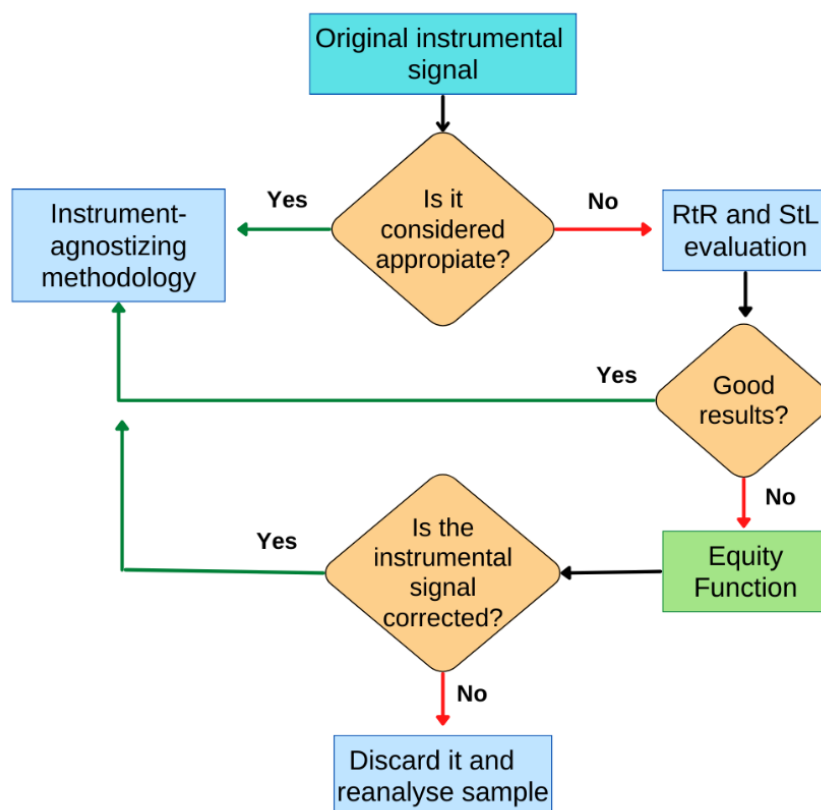 Original instrumental
signal
Yes
Is it
considered
appropiate?
No
Instrument-
agnostizing
methodology
RtR and StL
evaluation
Yes
Good
results?
No
Yes
Is the
instrumental
signal
corrected?
Equity
Function
No
Discard it and
reanalyse sample